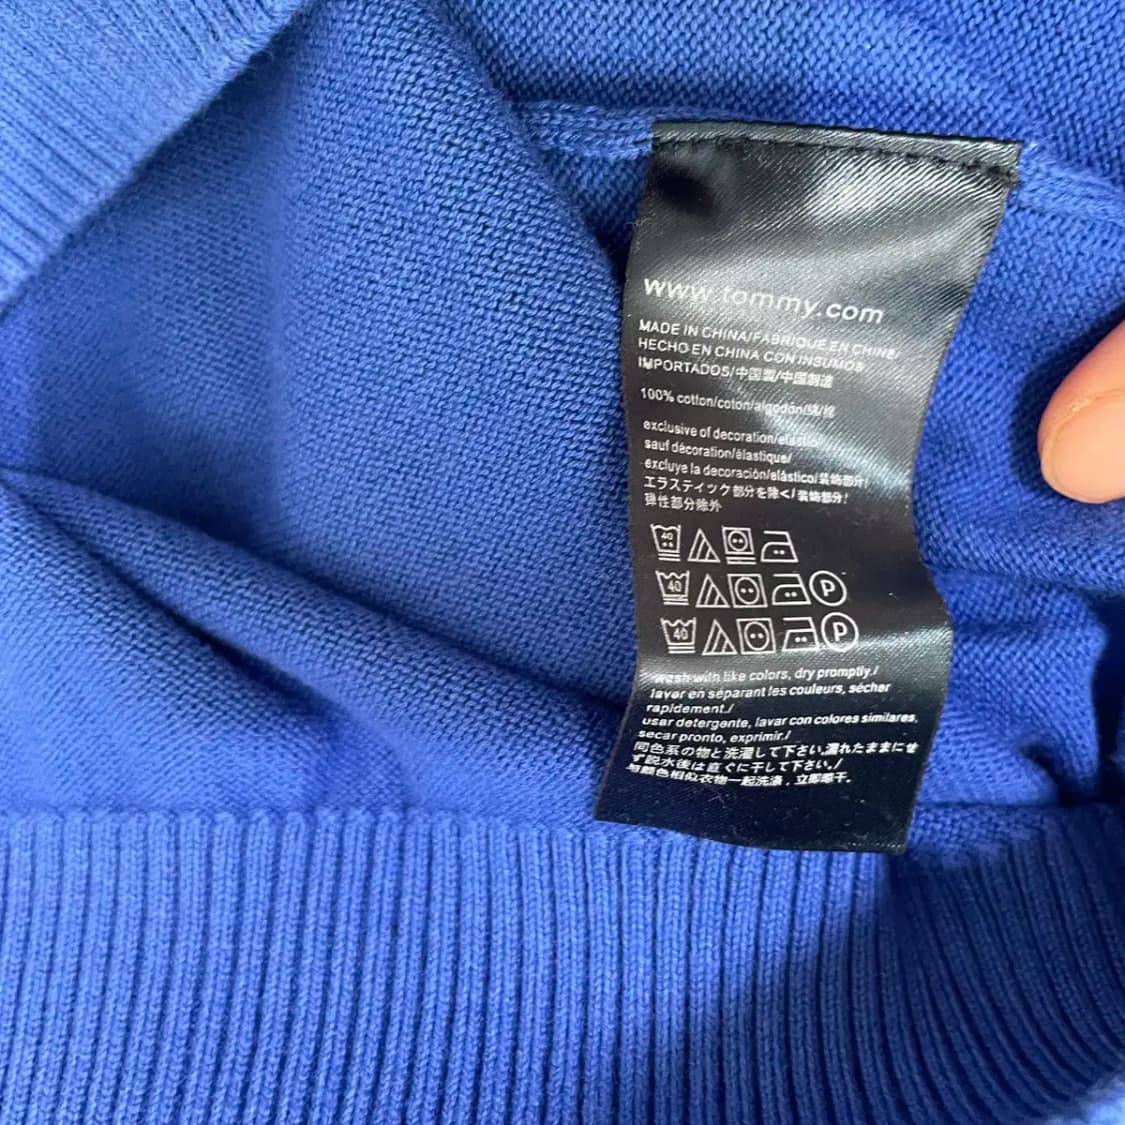 www.tommy.com
MADE IN CHINA/FABRIQUÉ EN CHINE/
HECHO EN CHINA CON INSUMOS
IMPORTADOS/中国製/中国制造
100% cotton/coton/algodón/綿/棉
exclusive of decoration/elastic/
sauf décoration/élastique/
excluye la decoración/elástico/装飾部分/
エラスティック部分を除く/装饰部分/
弹性部分除外
40
40 P
40 P
wash with like colors, dry promptly./
laver en séparant les couleurs, sécher
rapidement./
usar detergente, lavar con colores similares,
secar pronto, exprimir./
同色系の物と洗濯して下さい,濡れたままにせ
ず脱水後は直ぐに干して下さい./
与颜色相似衣物一起洗涤，立即晾干.